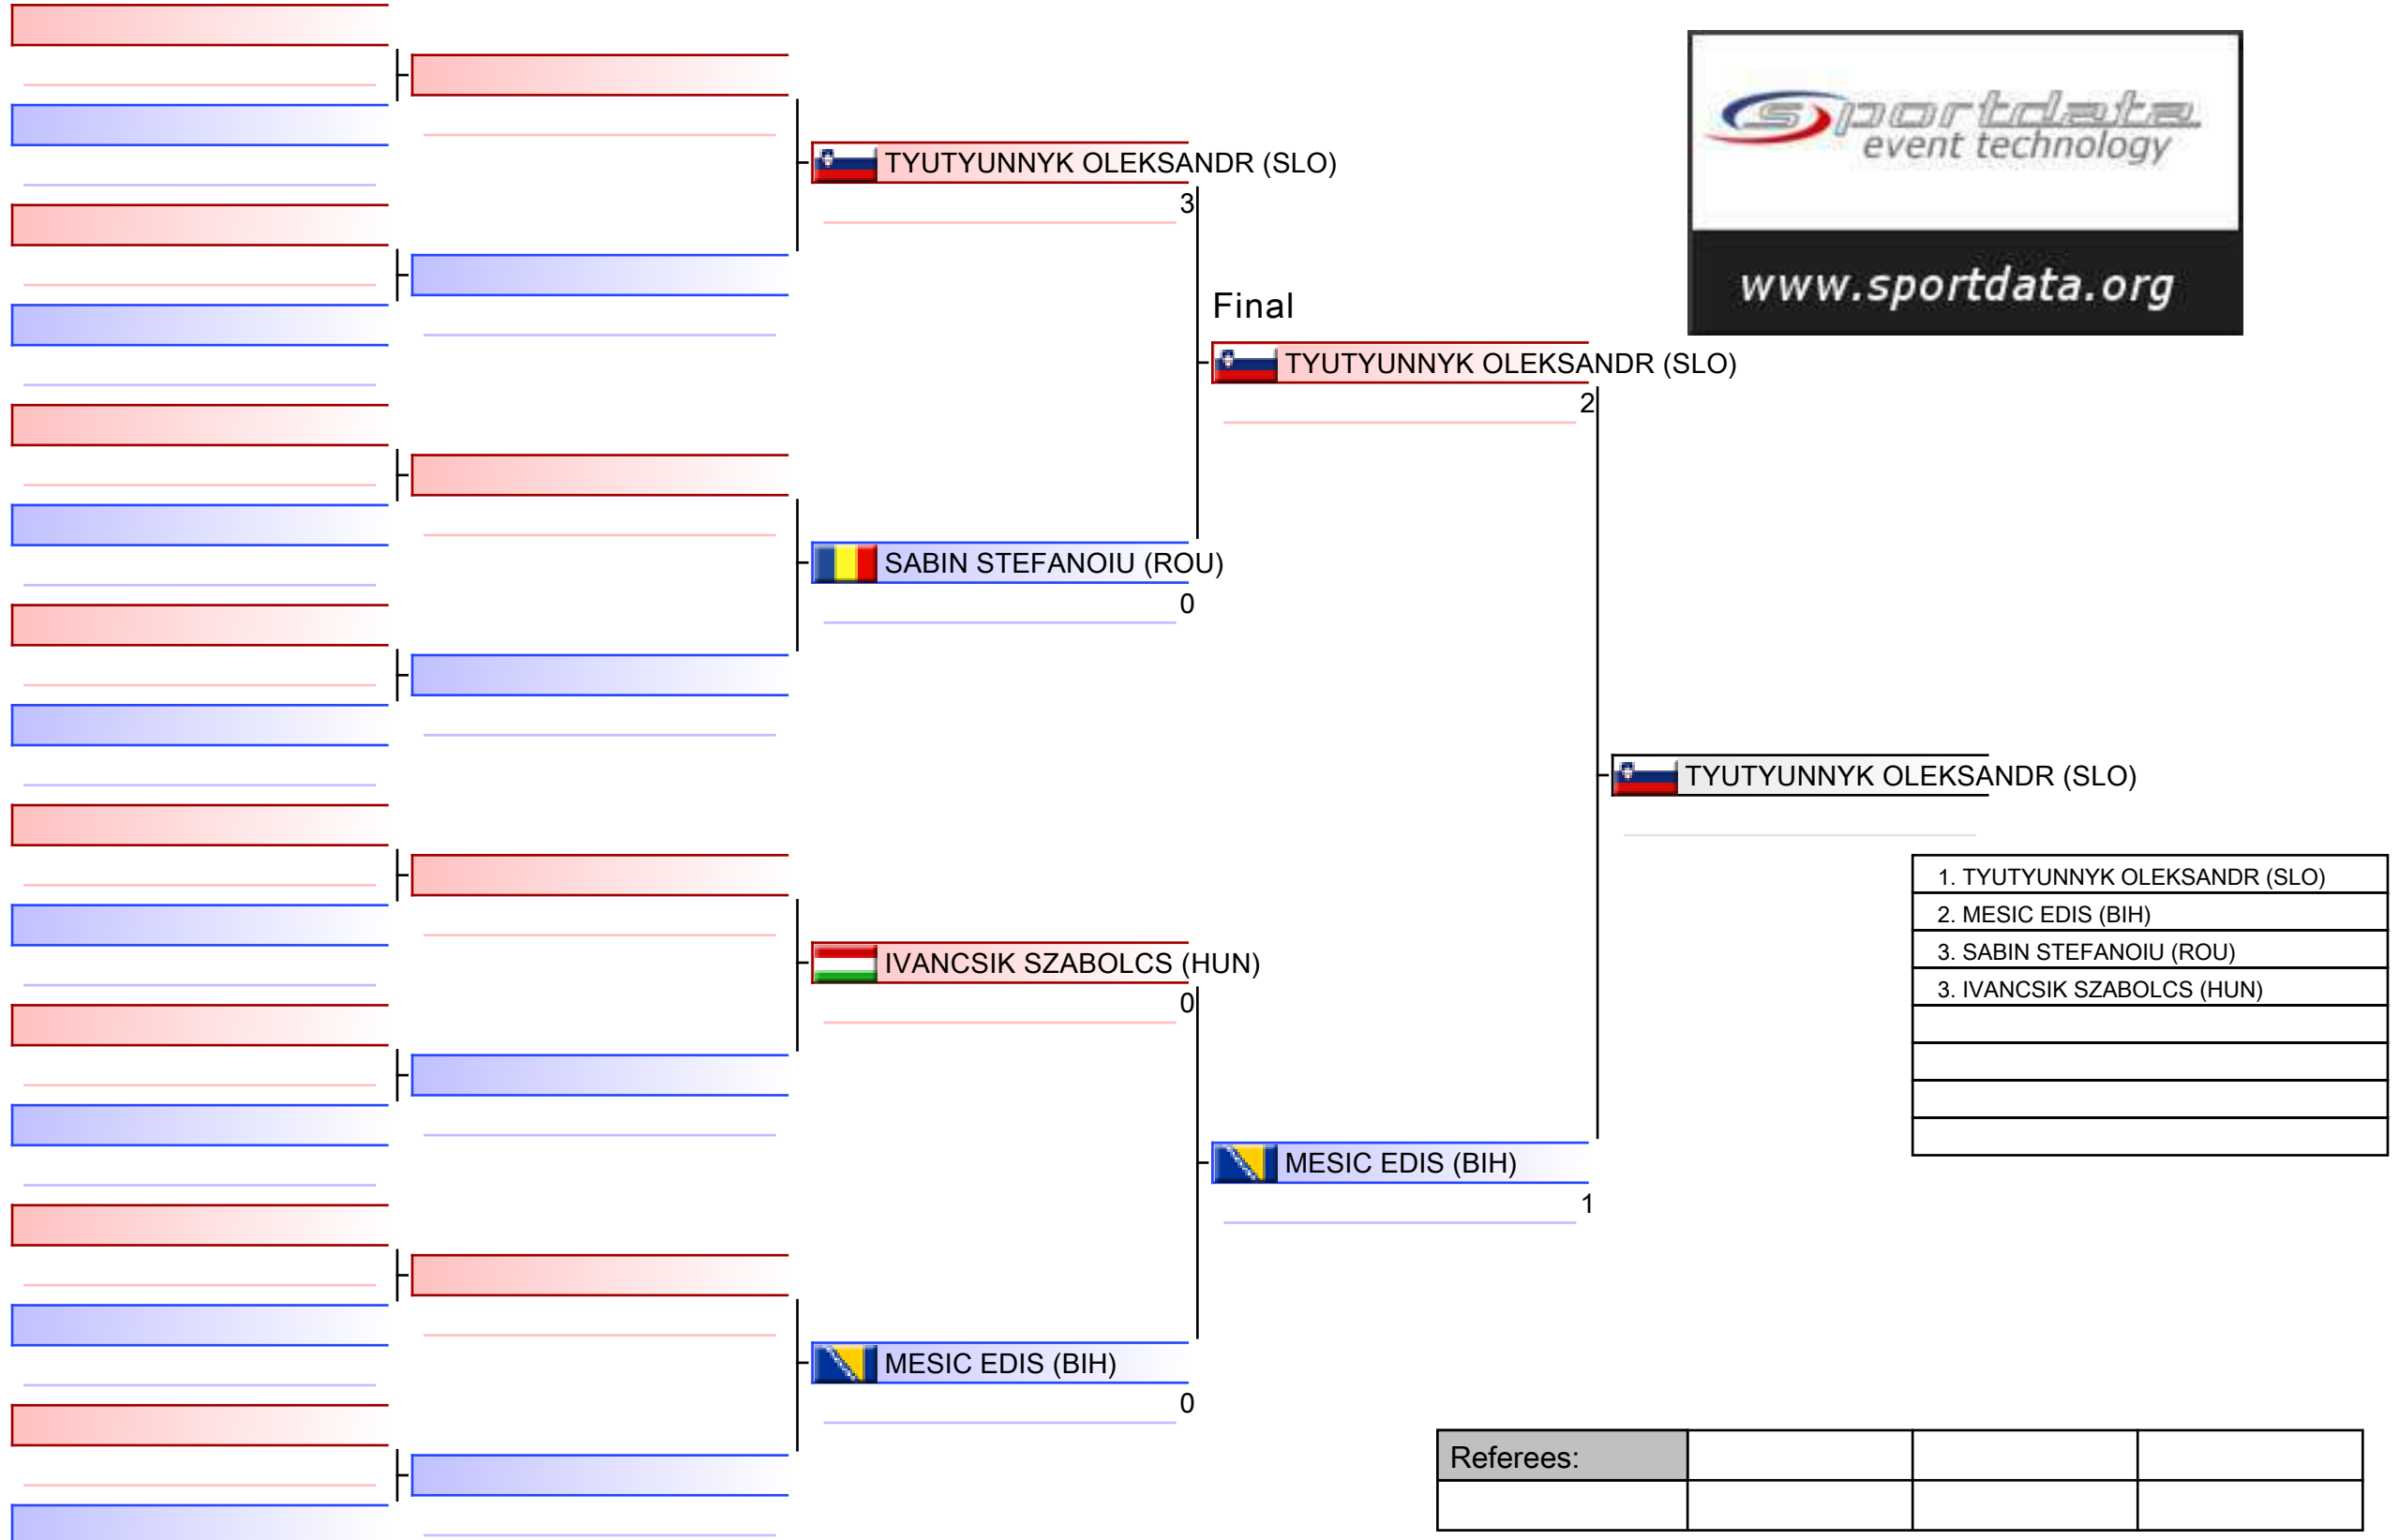 sportdata
event technology
www.sportdata.org
TYUTYUNNYK OLEKSANDR (SLO)
3
Final
TYUTYUNNYK OLEKSANDR (SLO)
2
SABIN STEFANOIU (ROU)
0
TYUTYUNNYK OLEKSANDR (SLO)
1. TYUTYUNNYK OLEKSANDR (SLO)
2. MESIC EDIS (BIH)
3. SABIN STEFANOIU (ROU)
3. IVANCSIK SZABOLCS (HUN)
IVANCSIK SZABOLCS (HUN)
0
MESIC EDIS (BIH)
1
MESIC EDIS (BIH)
0
Referees: